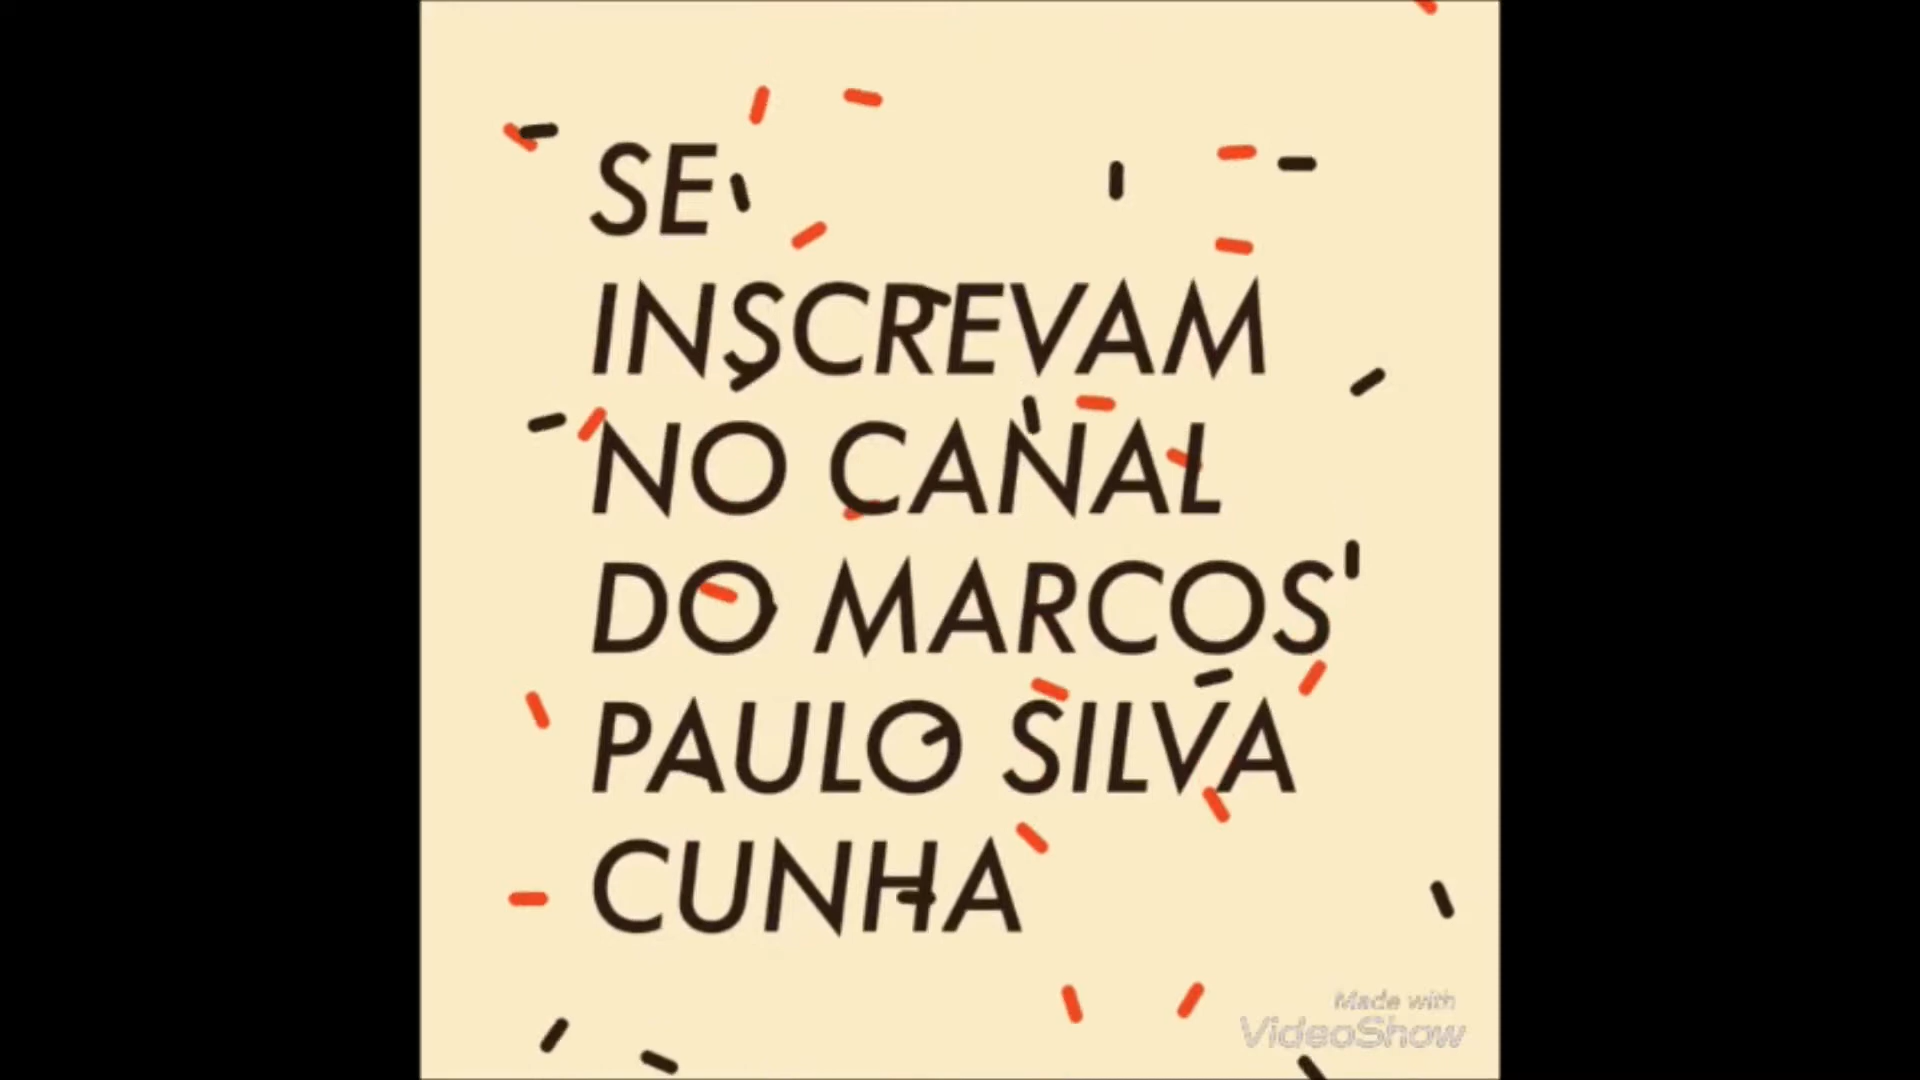 SE
INSCREVAM
NO CANAL
DO MARCOS
PAULO SILVA
CUNHA
Made with
VideoShow